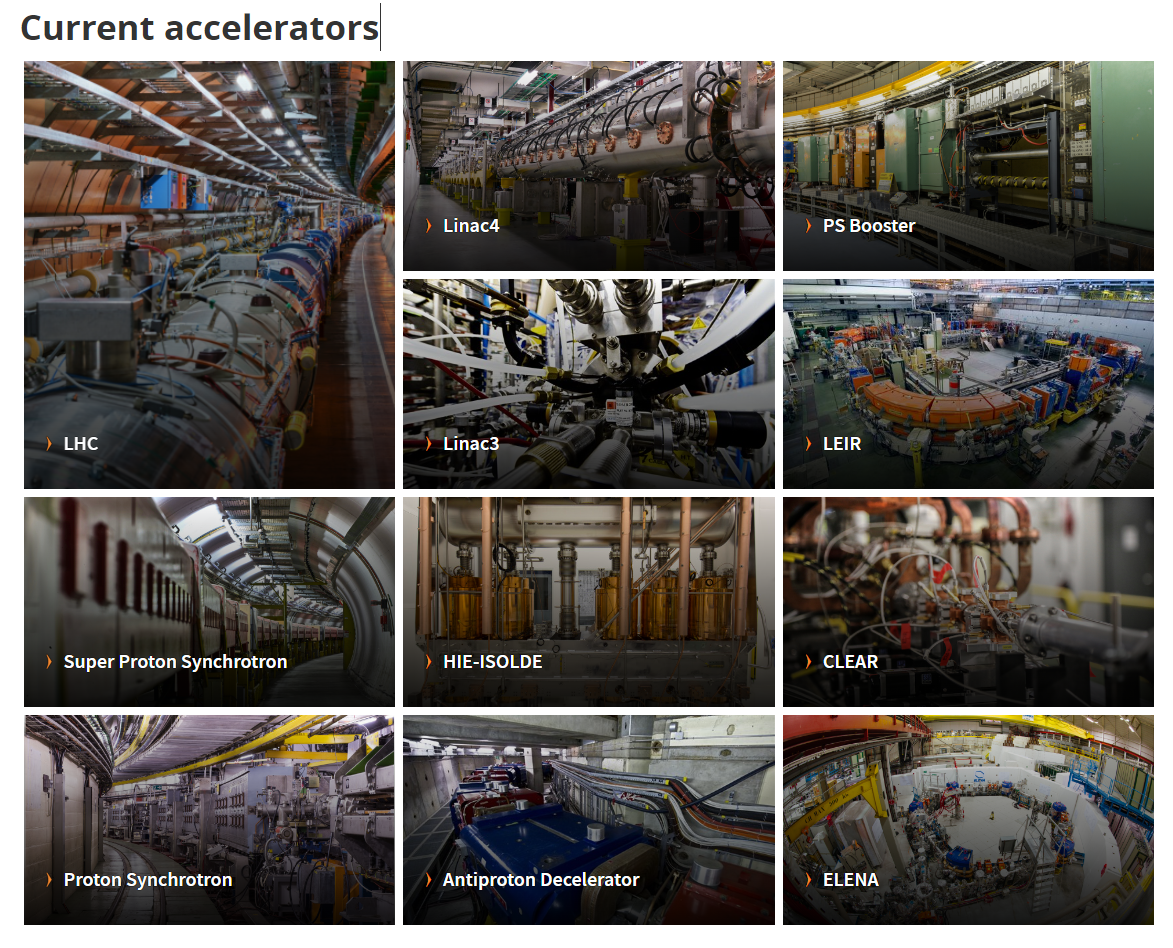 Current accelerators
Linac4
PS Booster
LHC
Linac3
LEIR
Super Proton Synchrotron
HIE-ISOLDE
CLEAR
Proton Synchrotron
Antiproton Decelerator
ELENA